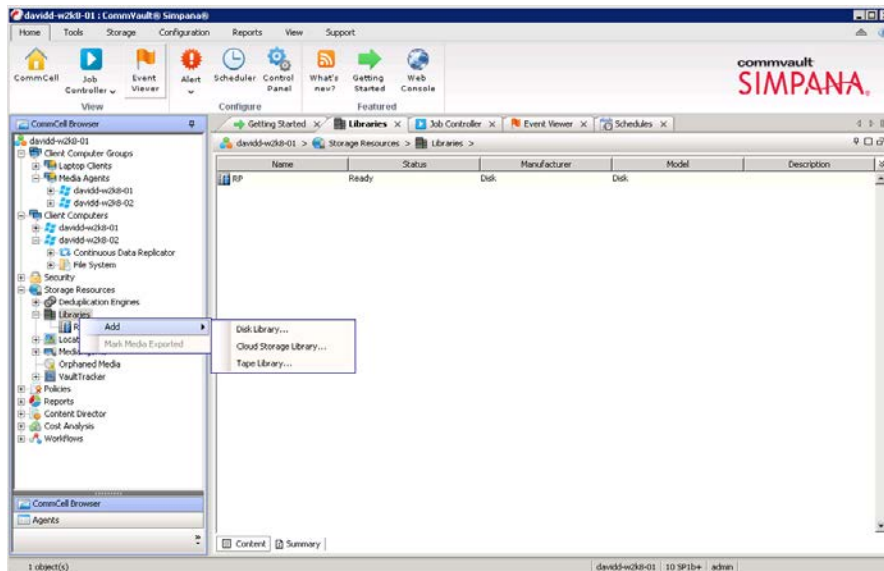 davidd-w2k8-01 : CommVault® Simpana®
Home Tools Storage Configuration Reports View Support
CommCell
Job Controller
Event Viewer
Alert
Scheduler
Control Panel
What's new?
Getting Started
Web Console
View Configure Featured
commvault
SIMPANA®
CommCell Browser
Getting Started Libraries Job Controller Event Viewer Schedules
davidd-w2k8-01 > Storage Resources > Libraries >
Name Status Manufacturer Model Description
RP Ready Disk Disk
davidd-w2k8-01
Client Computer Groups
Laptop Clients
Media Agents
davidd-w2k8-01
davidd-w2k8-02
Client Computers
davidd-w2k8-01
davidd-w2k8-02
Continuous Data Replicator
File System
Security
Storage Resources
Deduplication Engines
Libraries
R
Locat
Orphaned Media
VaultTracker
Policies
Reports
Content Director
Cost Analysis
Workflows
Add
Mark Media Exported
Disk Library...
Cloud Storage Library...
Tape Library...
CommCell Browser
Agents
Content Summary
1 object(s)
davidd-w2k8-01 10 SP1b+ admin